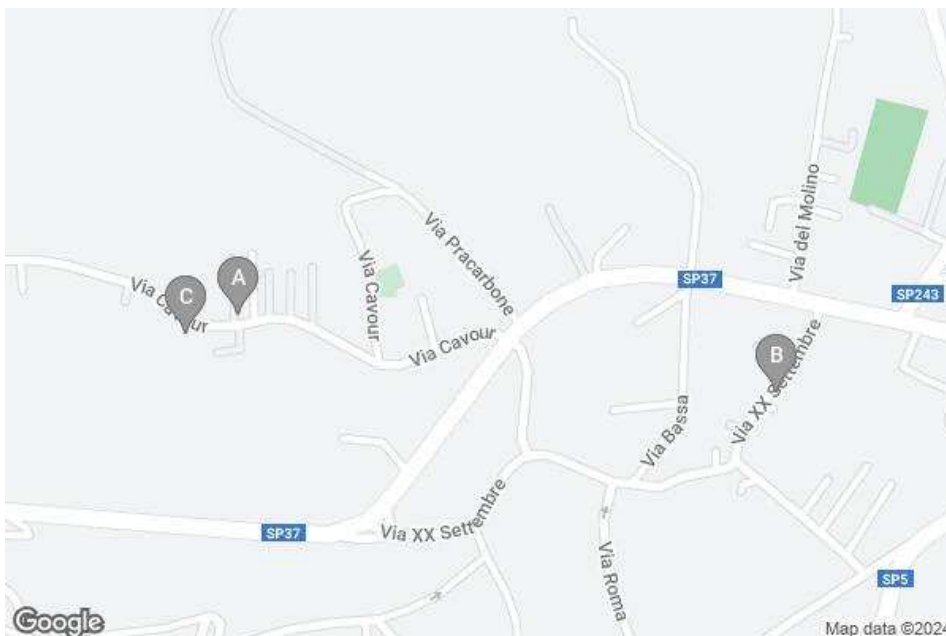 Via del Molino
Via Pracarbone
SP37
SP243
A
Via Cavour
C
Via Cavour
Via Cavour
B
Via XX Settembre
Via Bassa
SP37
Via XX Settembre
Via Roma
SP5
Google
Map data ©2024